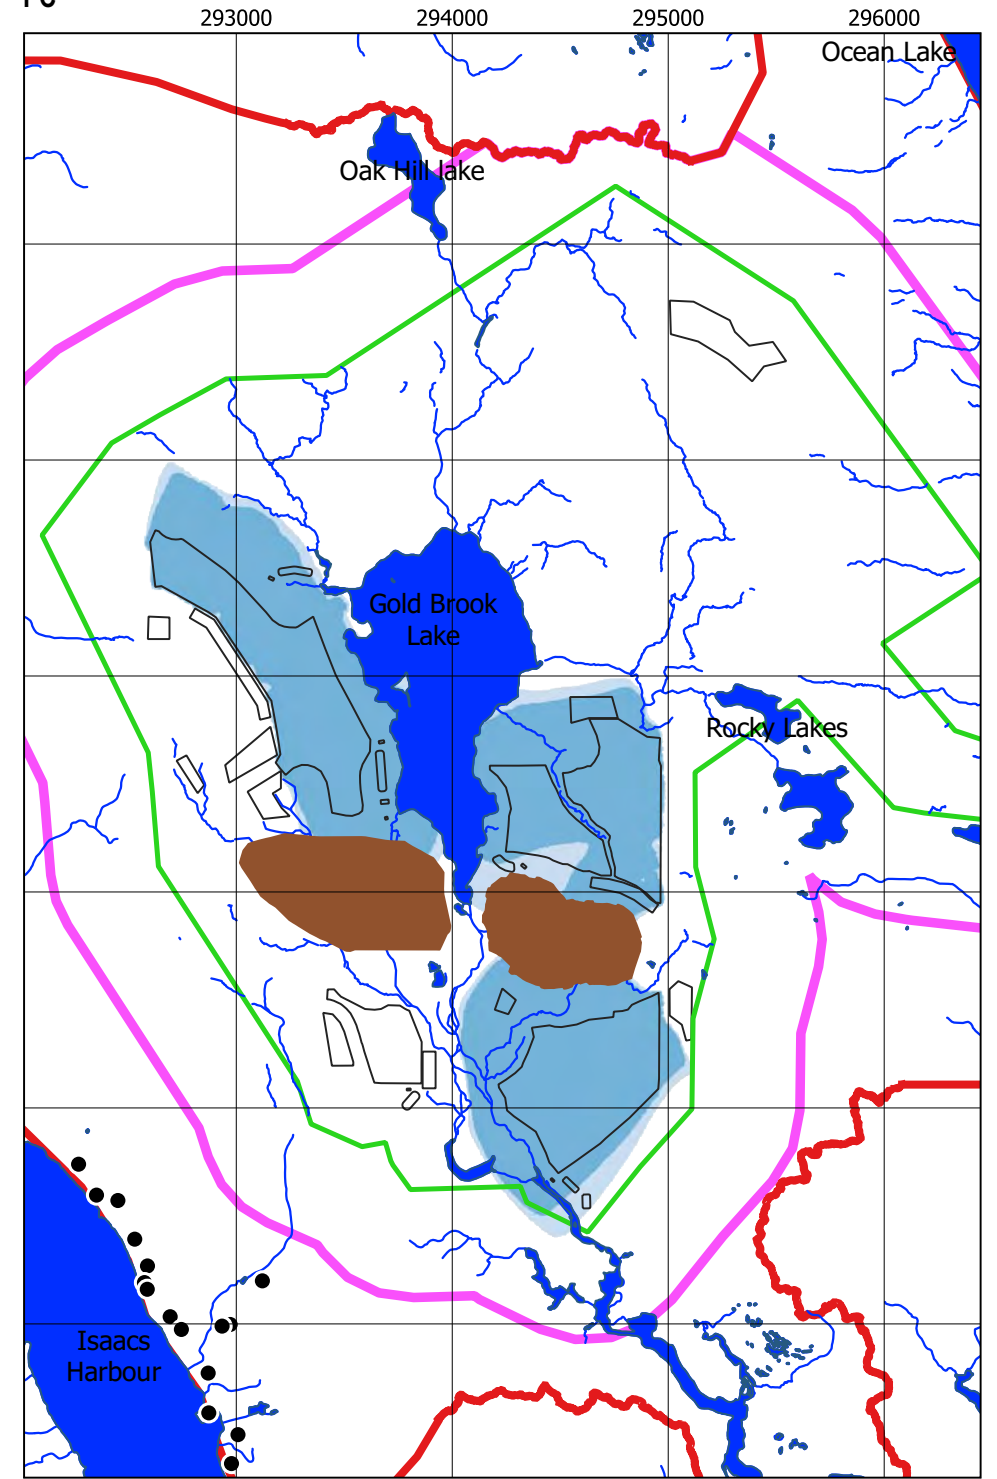 293000 294000 295000 296000
Ocean Lake
Oak Hill lake
Gold Brook
Lake
Rocky Lakes
Isaacs
Harbour